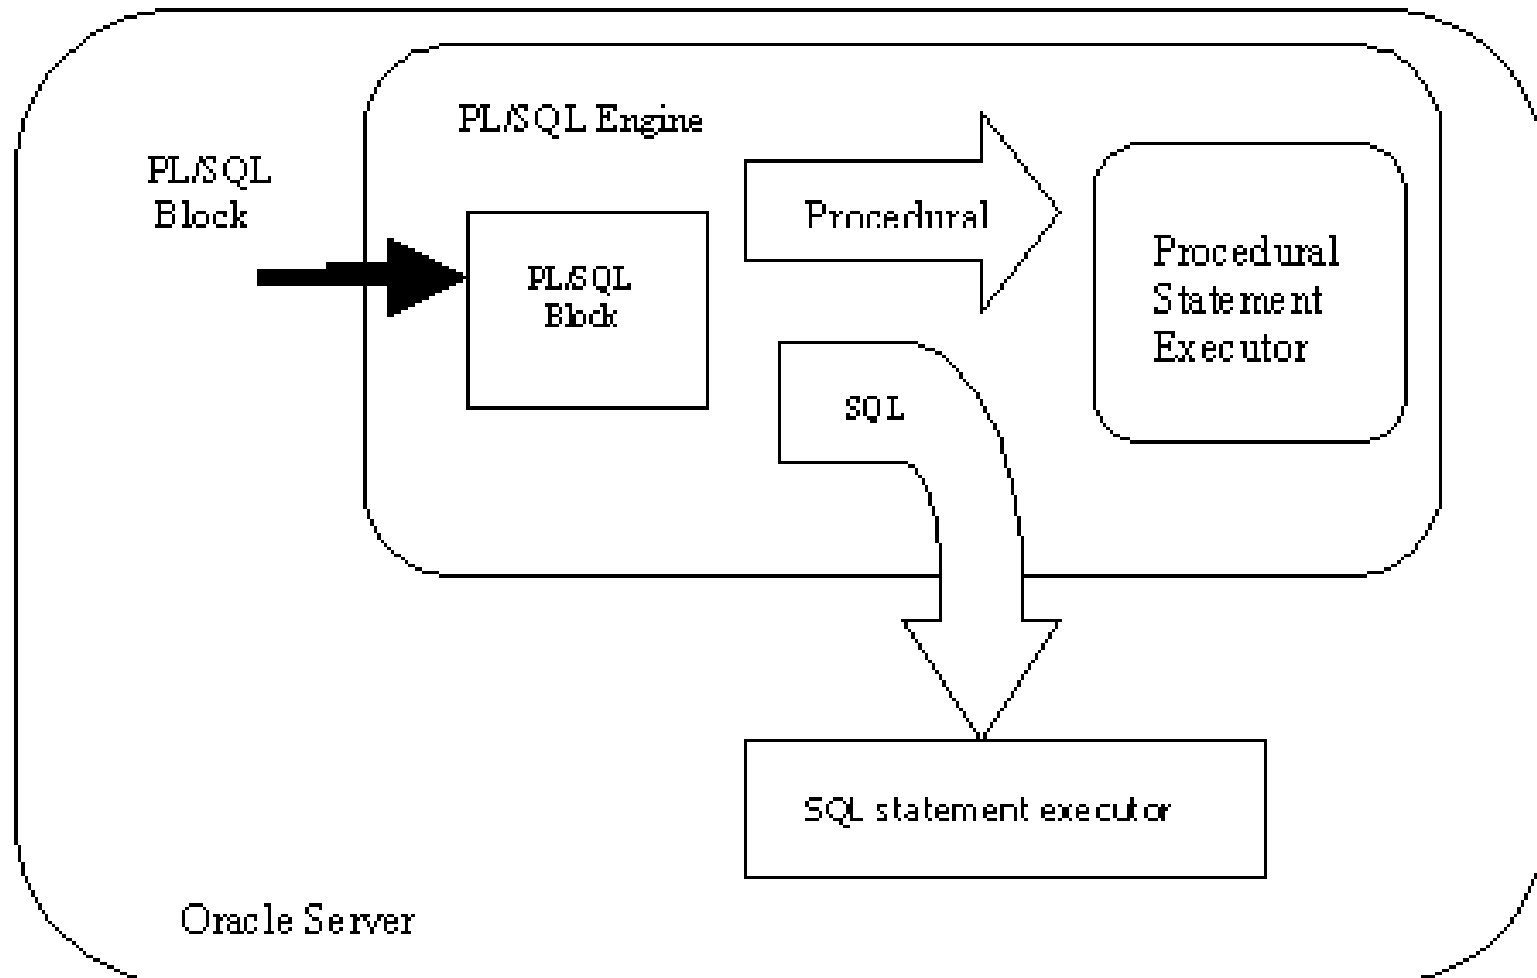 PL/SQL Engine
PL/SQL
Block
Procedural
PL/SQL
Block
Procedural
Statement
Executor
SQL
SQL statement executor
Oracle Server